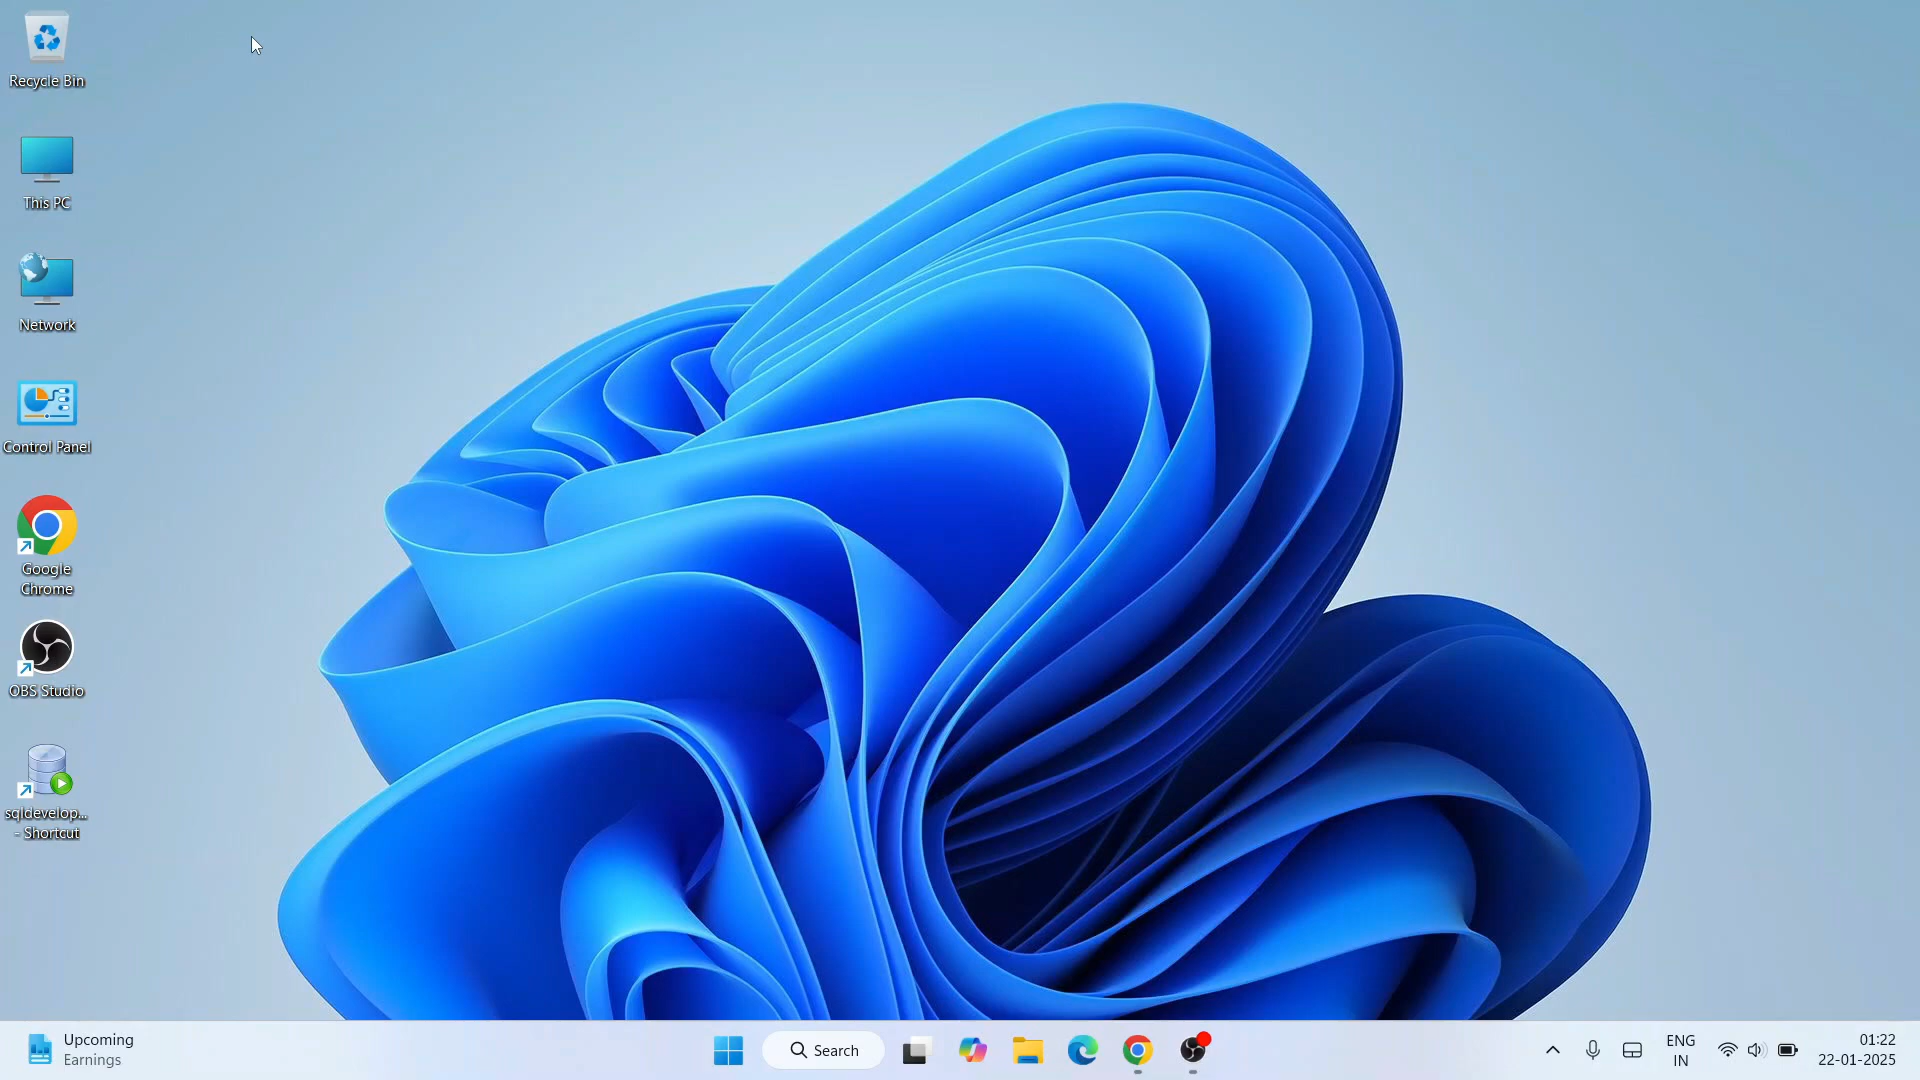 Recycle Bin
This PC
Network
Control Panel
Google
Chrome
OBS Studio
sqldevelop...
- Shortcut
Upcoming
Earnings
Search
ENG
IN
01:22
22-01-2025